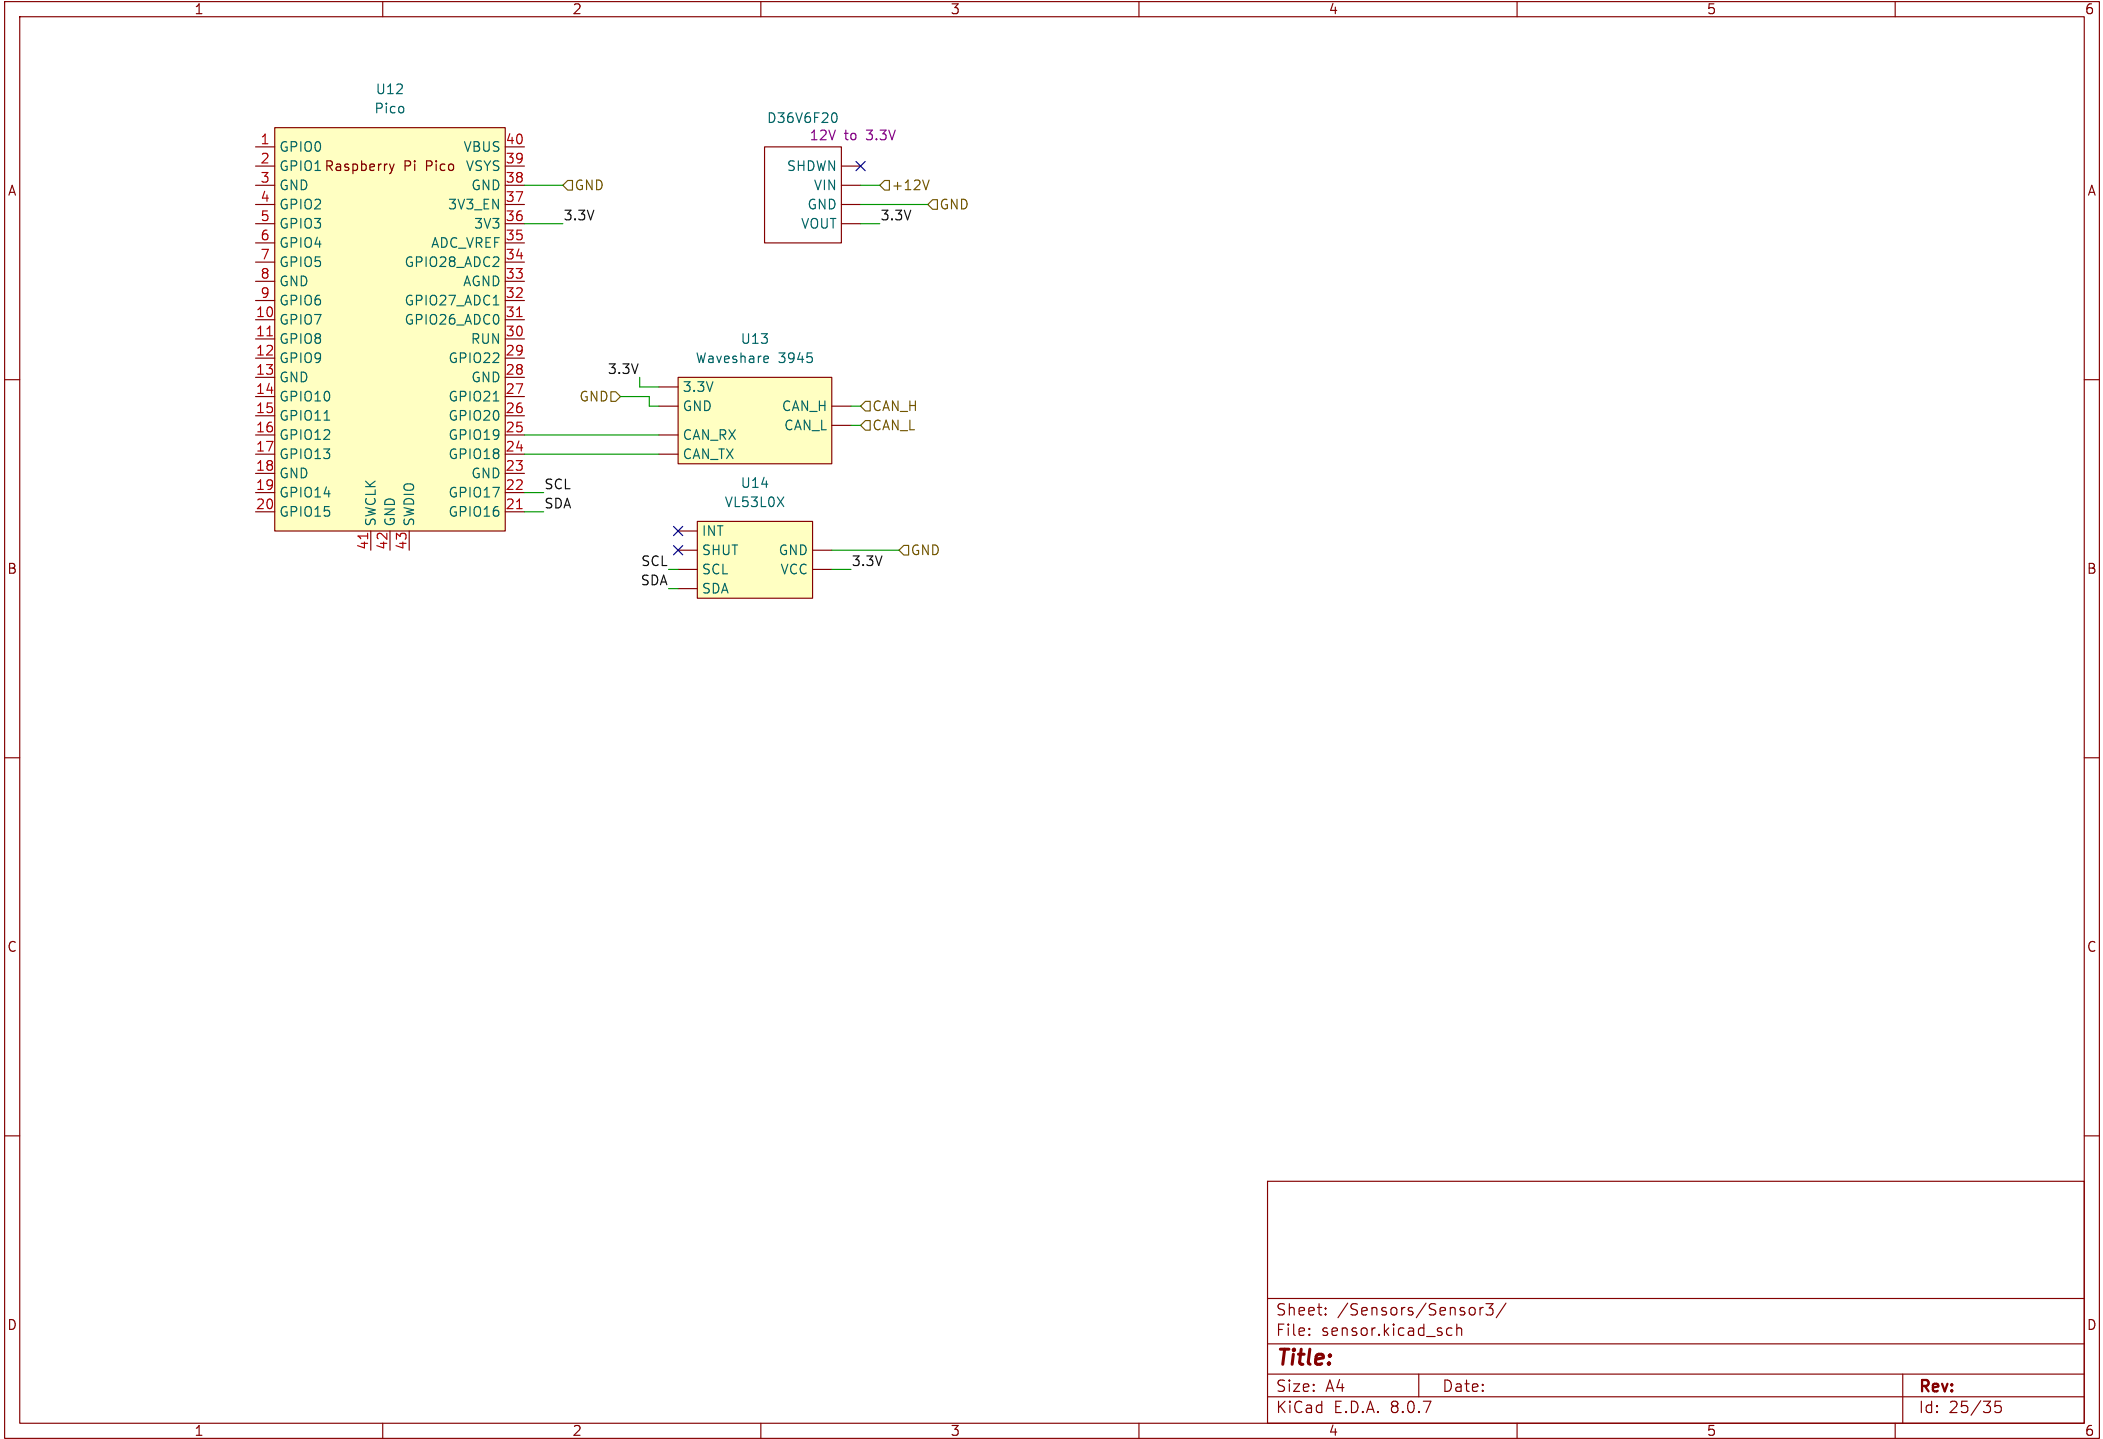 1 2 3 4 5 6
A
B
C
D
U12
Pico
Raspberry Pi Pico
1 GPIO0
2 GPIO1
3 GND
4 GPIO2
5 GPIO3
6 GPIO4
7 GPIO5
8 GND
9 GPIO6
10 GPIO7
11 GPIO8
12 GPIO9
13 GND
14 GPIO10
15 GPIO11
16 GPIO12
17 GPIO13
18 GND
19 GPIO14
20 GPIO15
VBUS 40
VSYS 39
GND 38 GND
3V3_EN 37
3V3 36 3.3V
ADC_VREF 35
GPIO28_ADC2 34
AGND 33
GPIO27_ADC1 32
GPIO26_ADC0 31
RUN 30
GPIO22 29
GND 28
GPIO21 27
GPIO20 26
GPIO19 25
GPIO18 24
GND 23
GPIO17 22 SCL
GPIO16 21 SDA
SWCLK 41
GND 42
SWDIO 43
D36V6F20
12V to 3.3V
SHDWN
VIN +12V
GND GND
VOUT 3.3V
U13
Waveshare 3945
3.3V 3.3V
GND GND
CAN_RX
CAN_TX
CAN_H CAN_H
CAN_L CAN_L
U14
VL53L0X
INT
SHUT
SCL SCL
SDA SDA
GND GND
VCC 3.3V
A
B
C
D
Sheet: /Sensors/Sensor3/
File: sensor.kicad_sch
Title:
Size: A4 Date: Rev:
KiCad E.D.A. 8.0.7 Id: 25/35
1 2 3 4 5 6